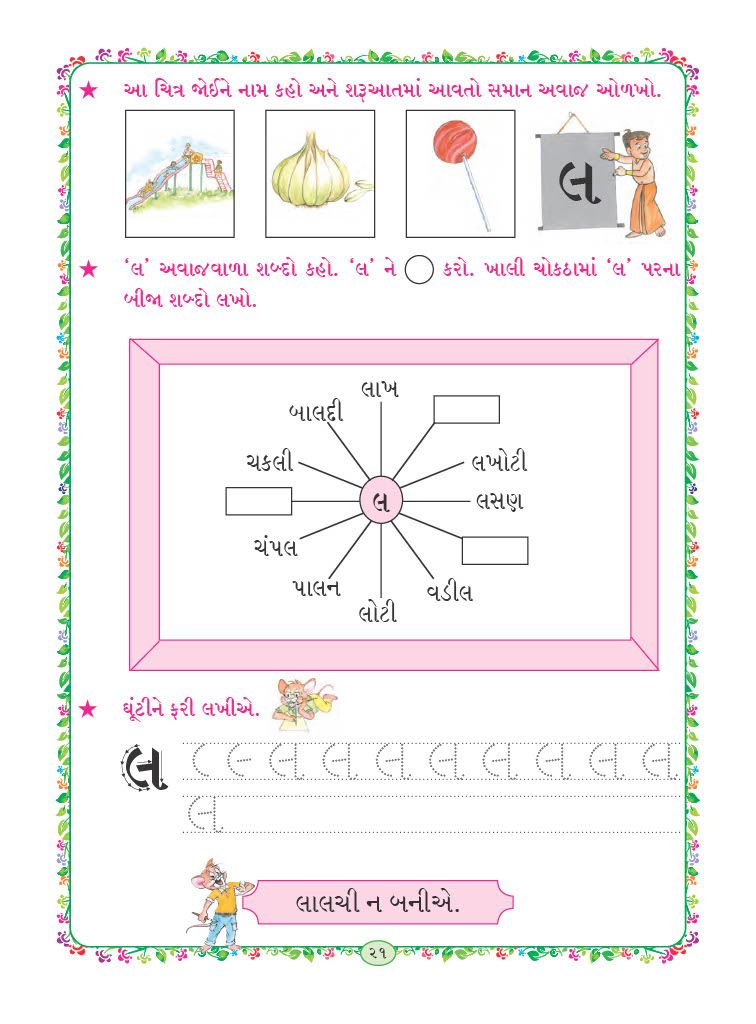 ★ આ ચિત્ર જોઈને નામ કહો અને શરૂઆતમાં આવતો સમાન અવાજ ઓળખો.
લ
★ ‘લ’ અવાજવાળા શબ્દો કહો. ‘લ’ ને ◯ કરો. ખાલી ચોકઠામાં ‘લ’ પરના
બીજા શબ્દો લખો.
લાખ
બાલદી
ચકલી
લખોટી
લ
લસણ
ચંપલ
પાલન
વડીલ
લોટી
★ ઘૂંટીને ફરી લખીએ.
લ લ લ લ લ લ લ લ લ
લ
લાલચી ન બનીએ.
૨૧